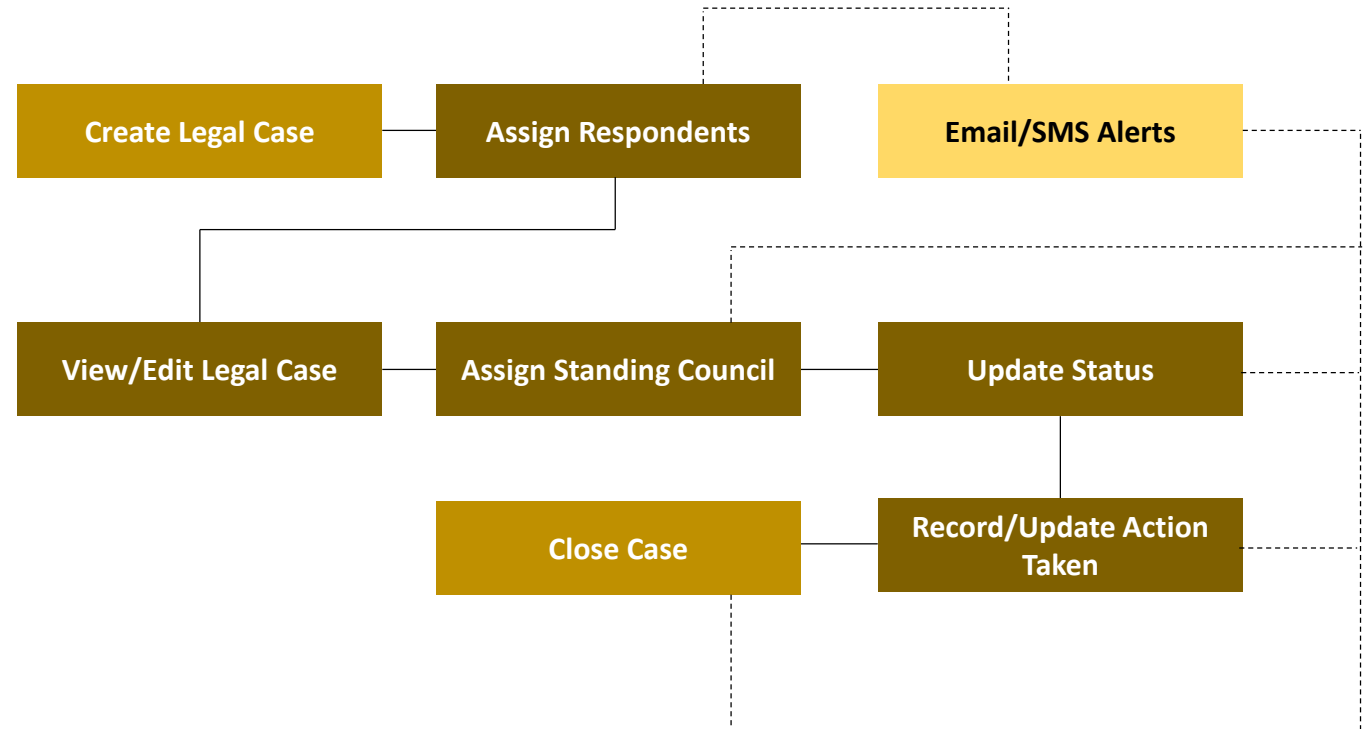 Create Legal Case
Assign Respondents
Email/SMS Alerts
View/Edit Legal Case
Assign Standing Council
Update Status
Close Case
Record/Update Action
Taken